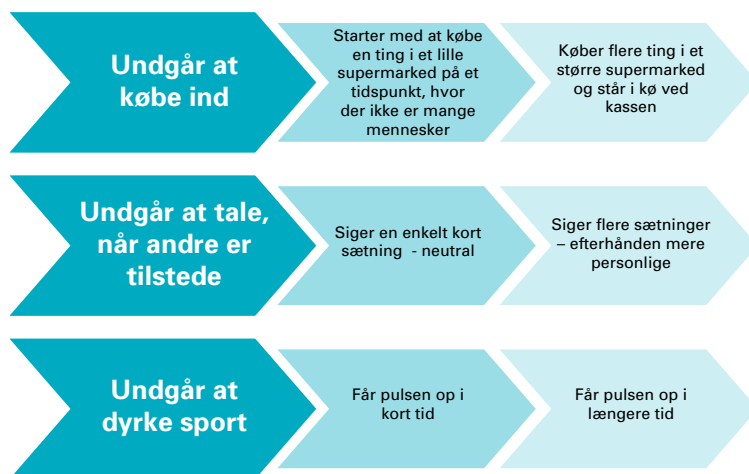 Undgår at
købe ind
Starter med at købe
en ting i et lille
supermarked på et
tidspunkt, hvor
der ikke er mange
mennesker
Køber flere ting i et
større supermarked
og står i kø ved
kassen
Undgår at tale,
når andre er
tilstede
Siger en enkelt kort
sætning - neutral
Siger flere sætninger
– efterhånden mere
personlige
Undgår at
dyrke sport
Får pulsen op i
kort tid
Får pulsen op i
længere tid